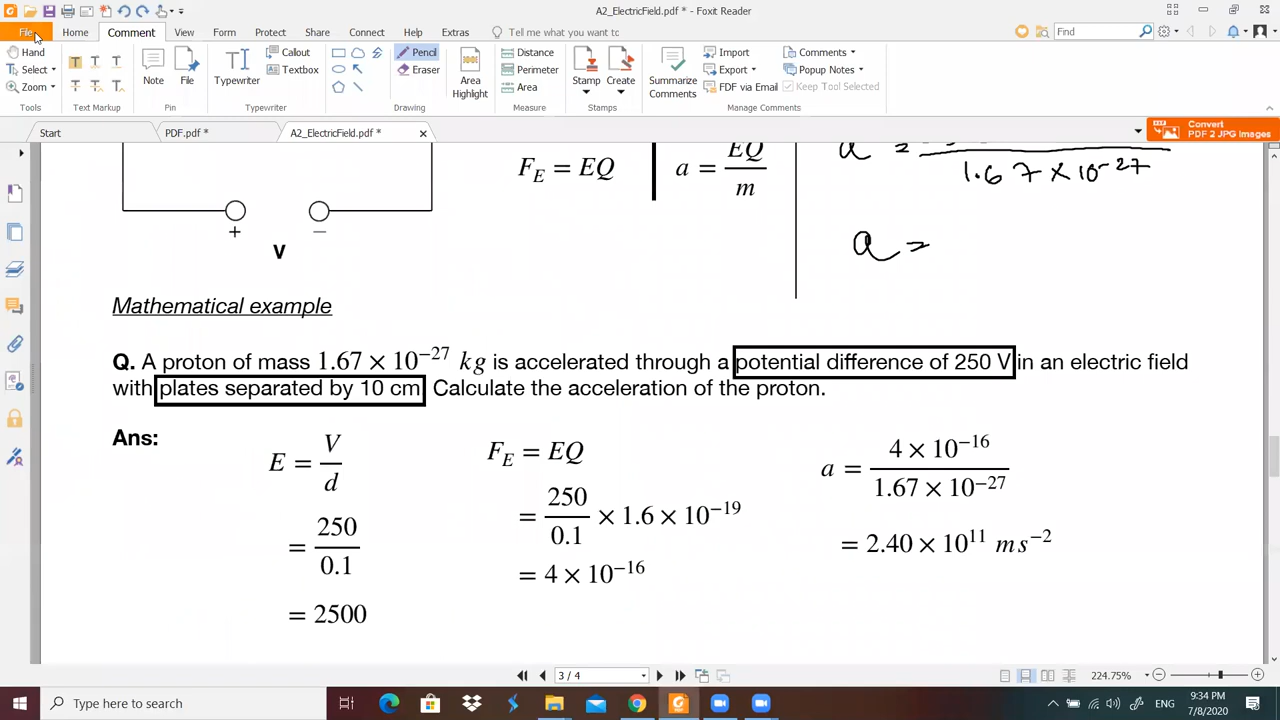 A2_ElectricField.pdf * - Foxit Reader
File Home Comment View Form Protect Share Connect Help Extras Tell me what you want to Find
Hand
Select
Zoom
Tools
T T T
T T T
Text Markup
Note File
Pin
Typewriter
Callout
Textbox
Typewriter
Pencil
Eraser
Drawing
Area Highlight
Distance
Perimeter
Area
Measure
Stamp Create
Stamps
Summarize Comments
Import
Export
FDF via Email
Comments
Popup Notes
Keep Tool Selected
Manage Comments
Start PDF.pdf * A2_ElectricField.pdf *
Convert
PDF 2 JPG Images
F_E = EQ
a = EQ/m
a =
1.67 × 10⁻²⁷
+ −
V
a =
Mathematical example
Q. A proton of mass 1.67 × 10⁻²⁷ kg is accelerated through a potential difference of 250 V in an electric field
with plates separated by 10 cm Calculate the acceleration of the proton.
Ans:
E = V/d
= 250/0.1
= 2500
F_E = EQ
= 250/0.1 × 1.6 × 10⁻¹⁹
= 4 × 10⁻¹⁶
a = 4 × 10⁻¹⁶/1.67 × 10⁻²⁷
= 2.40 × 10¹¹ ms⁻²
3 / 4
224.75%
Type here to search
ENG
9:34 PM
7/8/2020